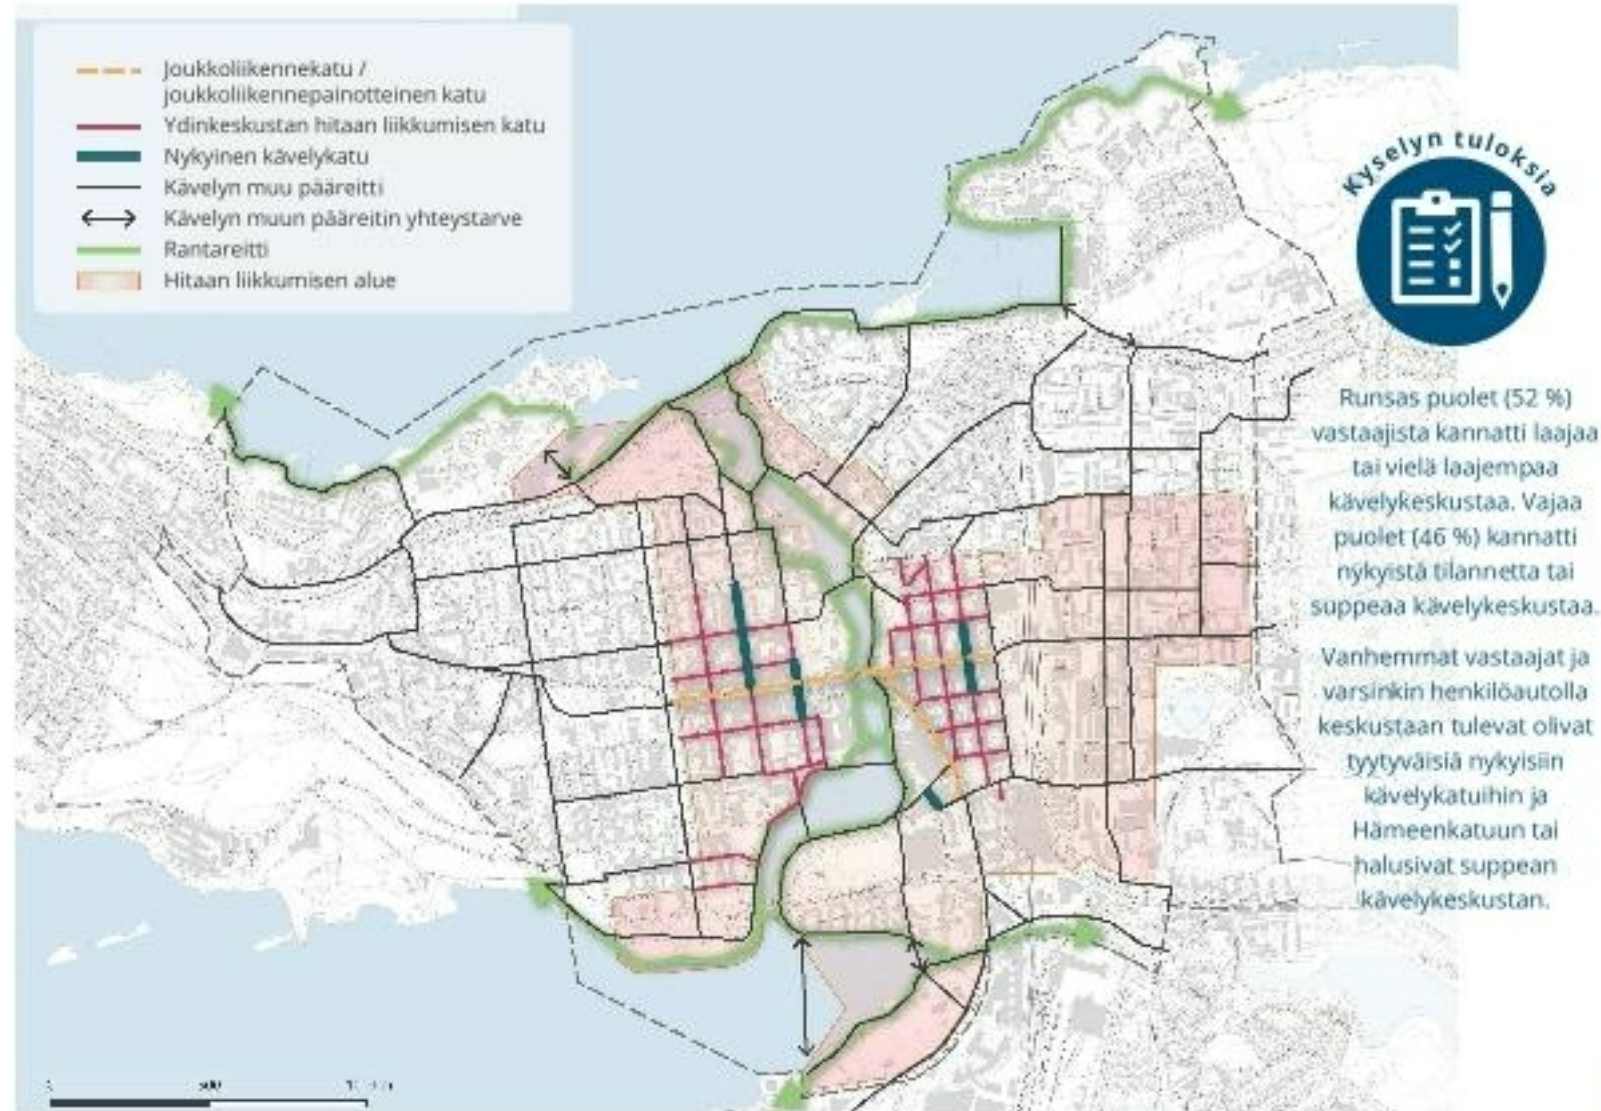 Joukkoliikennekatu /
joukkoliikennepainotteinen katu
Ydinkeskustan hitaan liikkumisen katu
Nykyinen kävelykatu
Kävelyn muu pääreitti
Kävelyn muun pääreitin yhteystarve
Rantareitti
Hitaan liikkumisen alue
Kyselyn tuloksia
Runsas puolet (52 %)
vastaajista kannatti laajaa
tai vielä laajempaa
kävelykeskustaa. Vajaa
puolet (46 %) kannatti
nykyistä tilannetta tai
suppeaa kävelykeskustaa.
Vanhemmat vastaajat ja
varsinkin henkilöautolla
keskustaan tulevat olivat
tyytyväisiä nykyisiin
kävelykatuihin ja
Hämeenkatuun tai
halusivat suppean
kävelykeskustan.
500